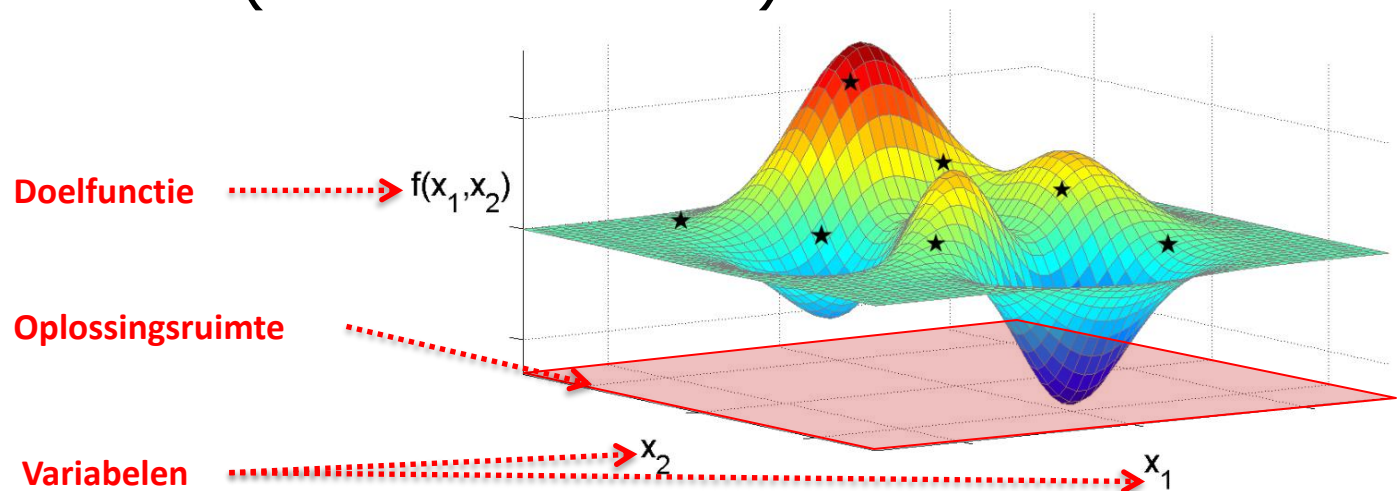 Doelfunctie
f(x₁,x₂)
Oplossingsruimte
Variabelen
x₂
x₁